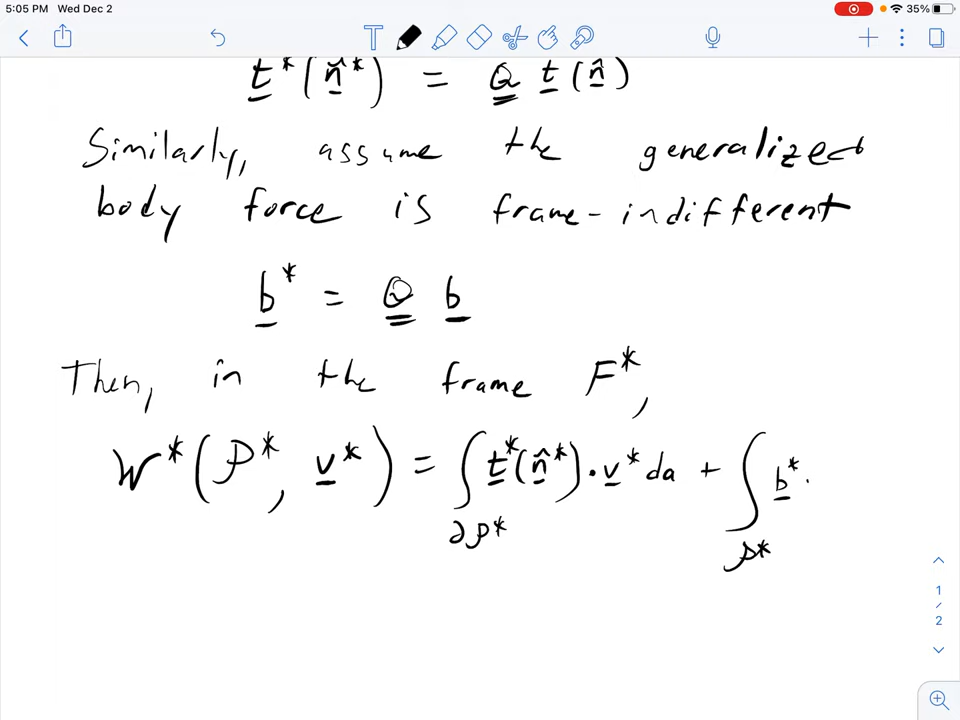 5:05 PM Wed Dec 2
35%
t*(n̂*) = Q t(n̂)
Similarly, assume the generalized
body force is frame-indifferent
b* = Q b
Then, in the frame F*,
W*(P*, v*) = ∫ t*(n̂*)·v* da + ∫ b*·
∂P* P*
1
/
2